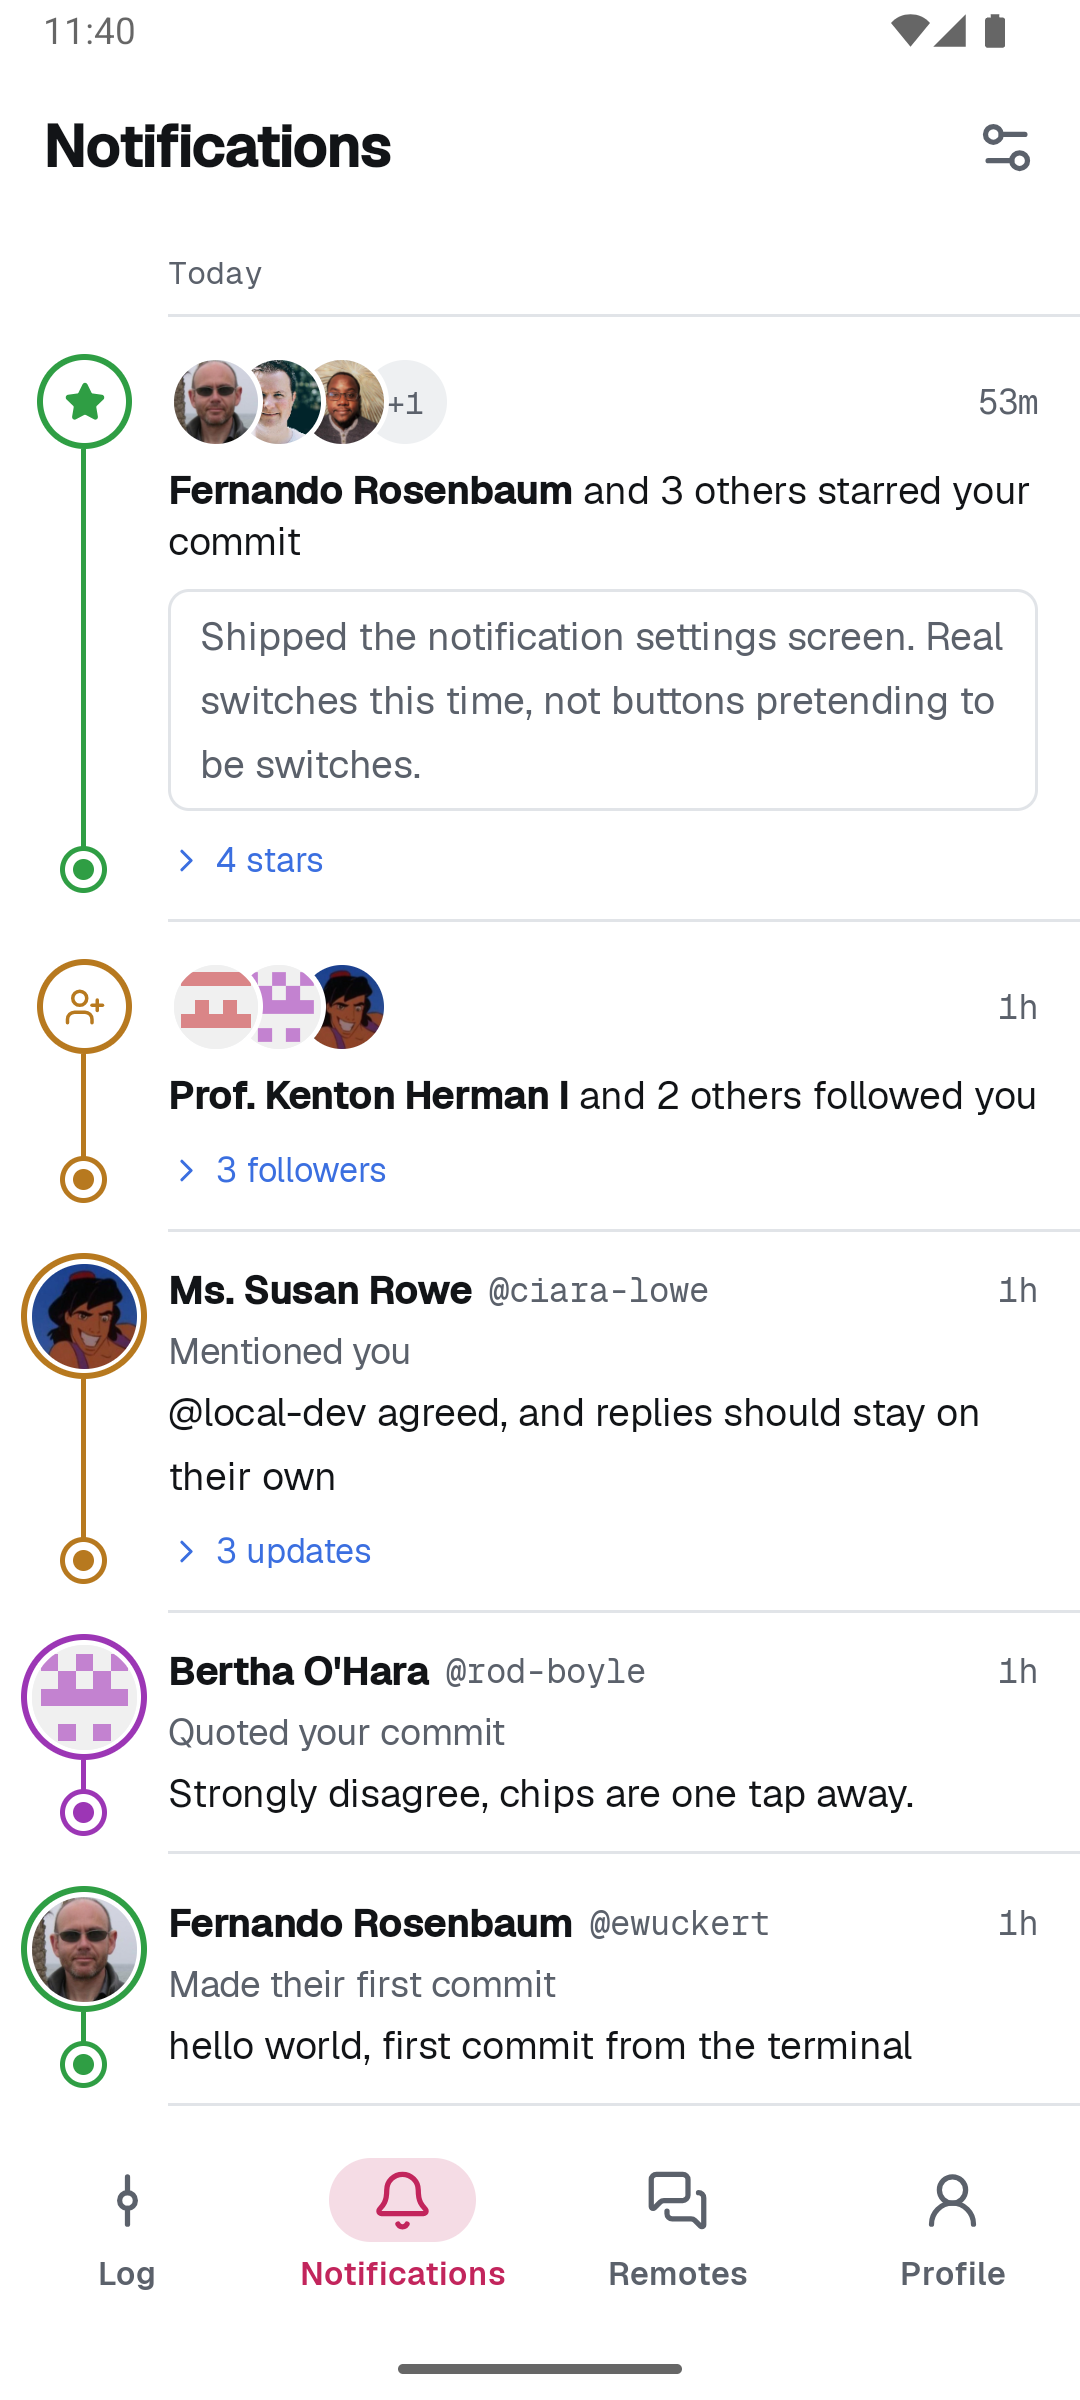 11:40
Notifications
Today
+1
53m
Fernando Rosenbaum and 3 others starred your
commit
Shipped the notification settings screen. Real
switches this time, not buttons pretending to
be switches.
4 stars
1h
Prof. Kenton Herman I and 2 others followed you
3 followers
Ms. Susan Rowe @ciara-lowe 1h
Mentioned you
@local-dev agreed, and replies should stay on
their own
3 updates
Bertha O'Hara @rod-boyle 1h
Quoted your commit
Strongly disagree, chips are one tap away.
Fernando Rosenbaum @ewuckert 1h
Made their first commit
hello world, first commit from the terminal
Log Notifications Remotes Profile